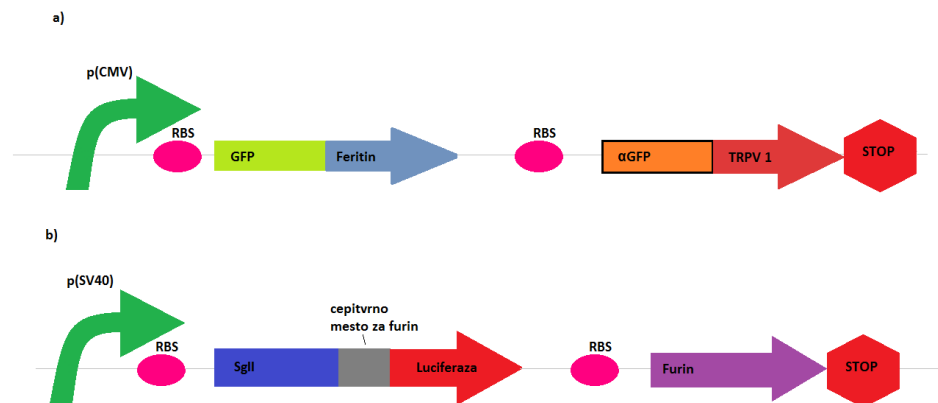 a)
p(CMV)
RBS
GFP
Feritin
RBS
αGFP
TRPV 1
STOP
b)
p(SV40)
RBS
SgII
cepitvrno
mesto za furin
Luciferaza
RBS
Furin
STOP